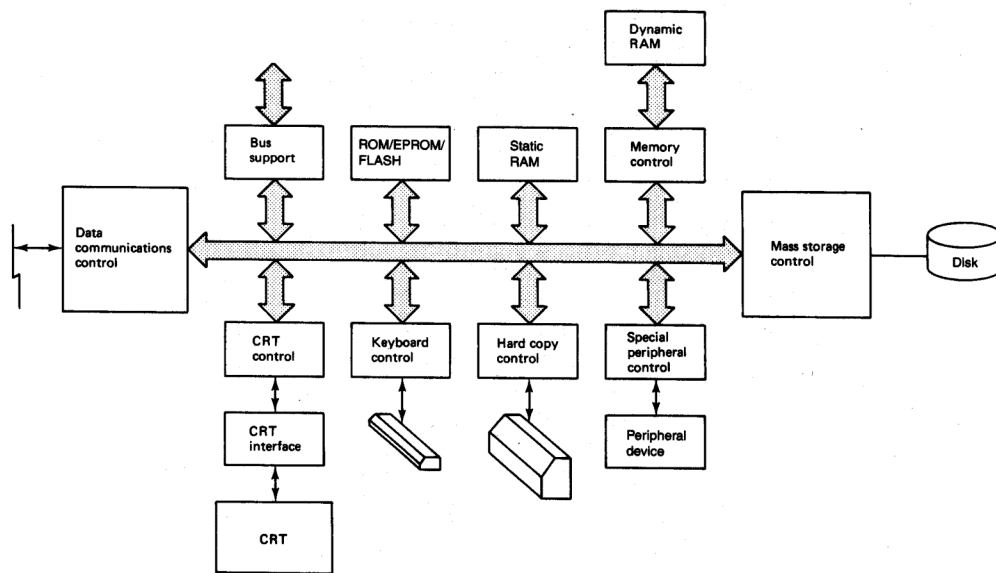 Dynamic
RAM
Bus
support
ROM/EPROM/
FLASH
Static
RAM
Memory
control
Data
communications
control
Mass storage
control
Disk
CRT
control
Keyboard
control
Hard copy
control
Special
peripheral
control
CRT
interface
Peripheral
device
CRT